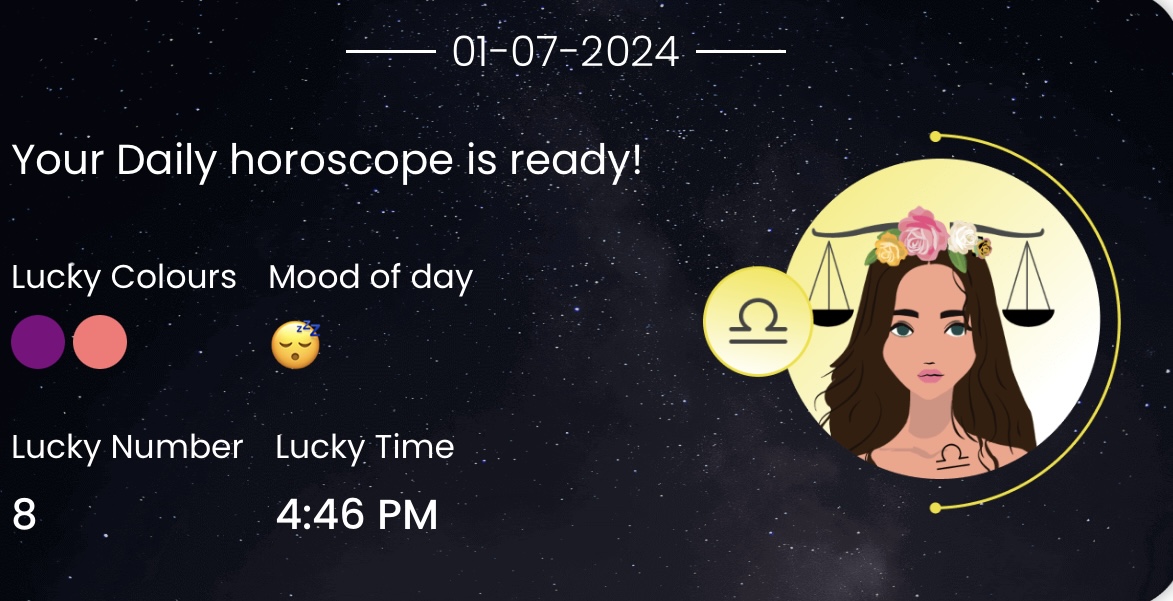 01-07-2024
Your Daily horoscope is ready!
Lucky Colours Mood of day
Lucky Number Lucky Time
8 4:46 PM